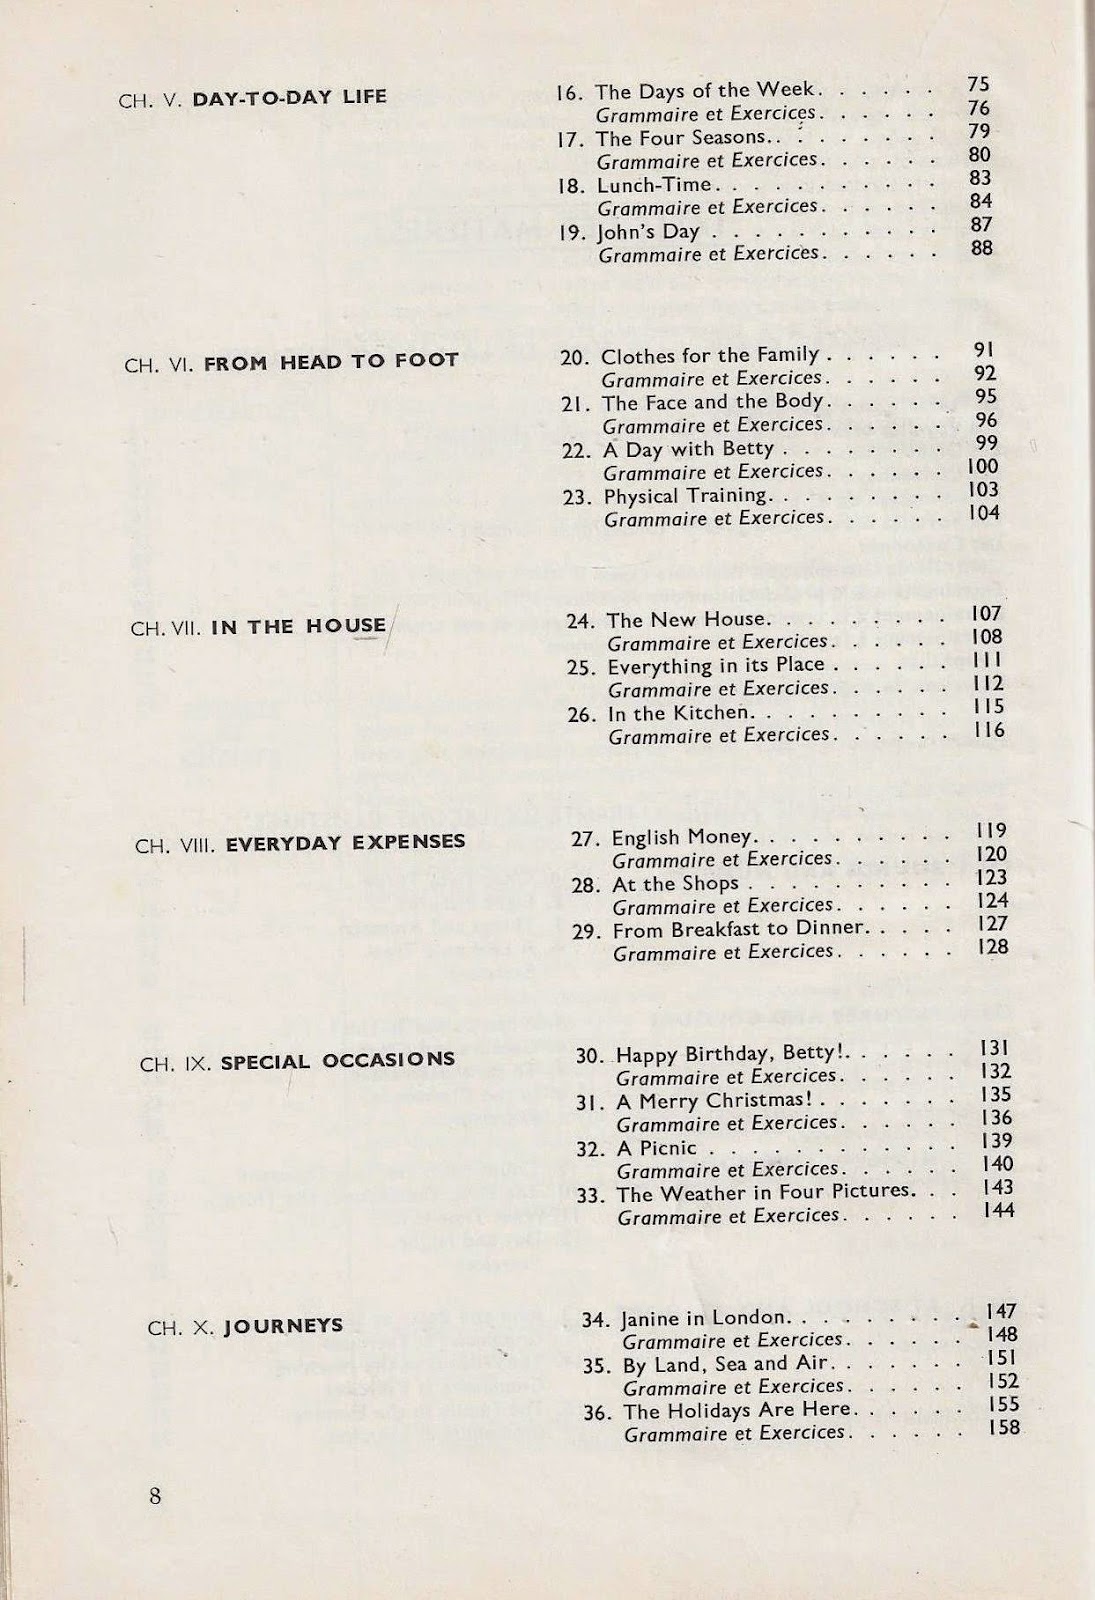 CH. V. DAY-TO-DAY LIFE 16. The Days of the Week. . . . . . 75
Grammaire et Exercices. . . . . . 76
17. The Four Seasons. . . . . . . . 79
Grammaire et Exercices. . . . . . 80
18. Lunch-Time. . . . . . . . . . . 83
Grammaire et Exercices. . . . . . 84
19. John's Day . . . . . . . . . . . 87
Grammaire et Exercices. . . . . . 88
CH. VI. FROM HEAD TO FOOT 20. Clothes for the Family . . . . . . 91
Grammaire et Exercices. . . . . . 92
21. The Face and the Body. . . . . . 95
Grammaire et Exercices. . . . . . 96
22. A Day with Betty . . . . . . . . 99
Grammaire et Exercices. . . . . . 100
23. Physical Training. . . . . . . . . 103
Grammaire et Exercices. . . . . . 104
CH. VII. IN THE HOUSE 24. The New House. . . . . . . . . 107
Grammaire et Exercices. . . . . . 108
25. Everything in its Place . . . . . . 111
Grammaire et Exercices. . . . . . 112
26. In the Kitchen. . . . . . . . . . 115
Grammaire et Exercices. . . . . . 116
CH. VIII. EVERYDAY EXPENSES 27. English Money. . . . . . . . . . 119
Grammaire et Exercices. . . . . . 120
28. At the Shops . . . . . . . . . . 123
Grammaire et Exercices. . . . . . 124
29. From Breakfast to Dinner. . . . . 127
Grammaire et Exercices. . . . . . 128
CH. IX. SPECIAL OCCASIONS 30. Happy Birthday, Betty!. . . . . . 131
Grammaire et Exercices. . . . . . 132
31. A Merry Christmas! . . . . . . . 135
Grammaire et Exercices. . . . . . 136
32. A Picnic . . . . . . . . . . . . 139
Grammaire et Exercices. . . . . . 140
33. The Weather in Four Pictures. . . 143
Grammaire et Exercices. . . . . . 144
CH. X. JOURNEYS 34. Janine in London. . . . . . . . . 147
Grammaire et Exercices. . . . . . 148
35. By Land, Sea and Air. . . . . . . 151
Grammaire et Exercices. . . . . . 152
36. The Holidays Are Here. . . . . . 155
Grammaire et Exercices. . . . . . 158
8